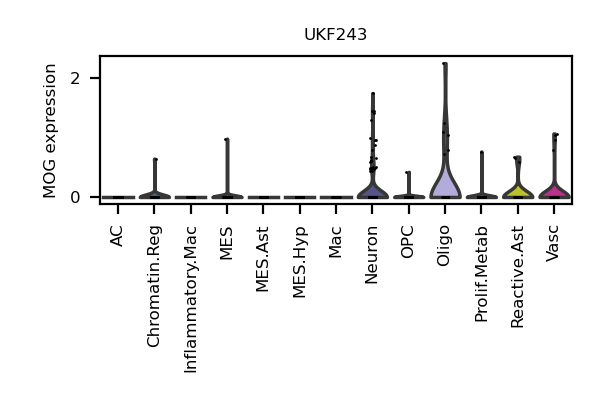 UKF243
MOG expression
2
0
AC
Chromatin.Reg
Inflammatory.Mac
MES
MES.Ast
MES.Hyp
Mac
Neuron
OPC
Oligo
Prolif.Metab
Reactive.Ast
Vasc